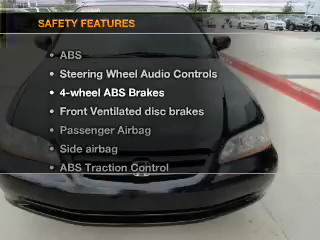 SAFETY FEATURES
ABS
Steering Wheel Audio Controls
4-wheel ABS Brakes
Front Ventilated disc brakes
Passenger Airbag
Side airbag
ABS Traction Control